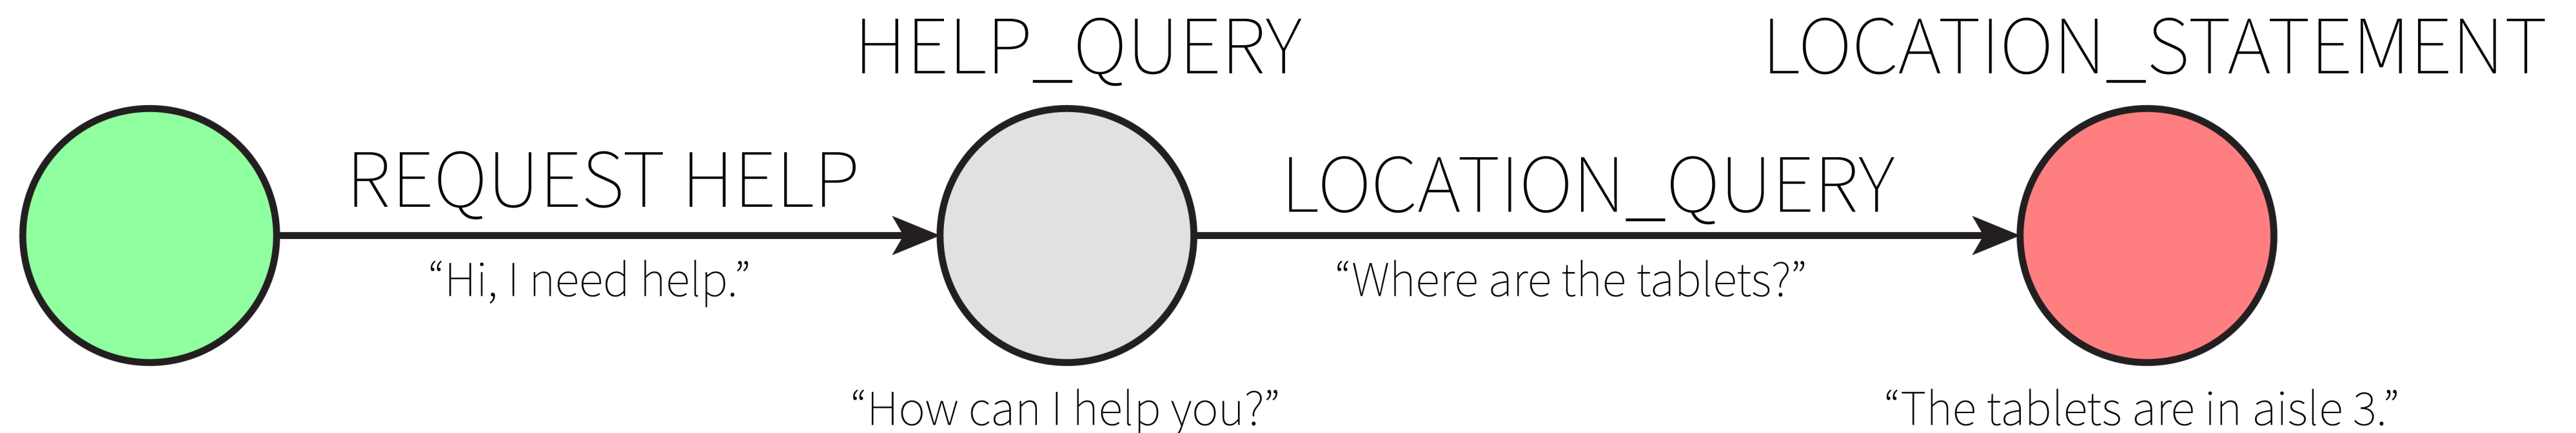 HELP_QUERY
LOCATION_STATEMENT
REQUEST HELP
LOCATION_QUERY
“Hi, I need help.”
“Where are the tablets?”
“How can I help you?”
“The tablets are in aisle 3.”